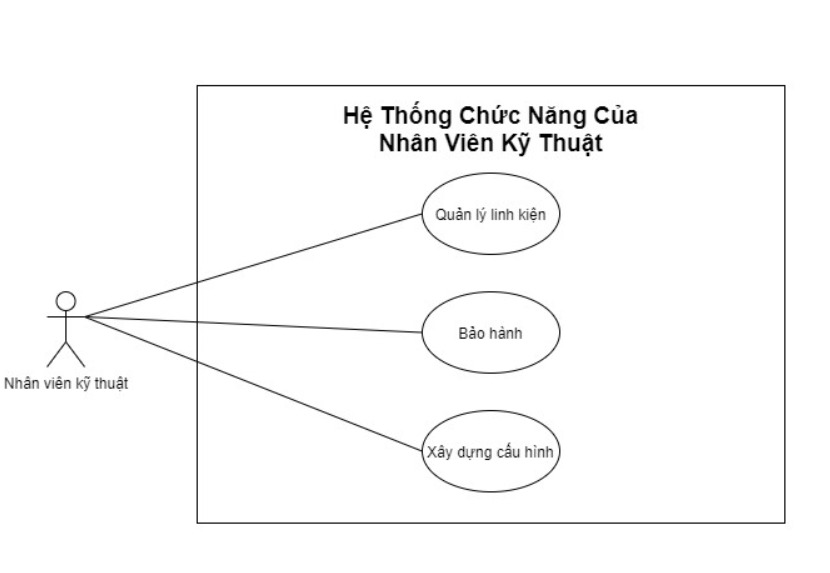 Hệ Thống Chức Năng Của
Nhân Viên Kỹ Thuật
Quản lý linh kiện
Bảo hành
Nhân viên kỹ thuật
Xây dựng cấu hình